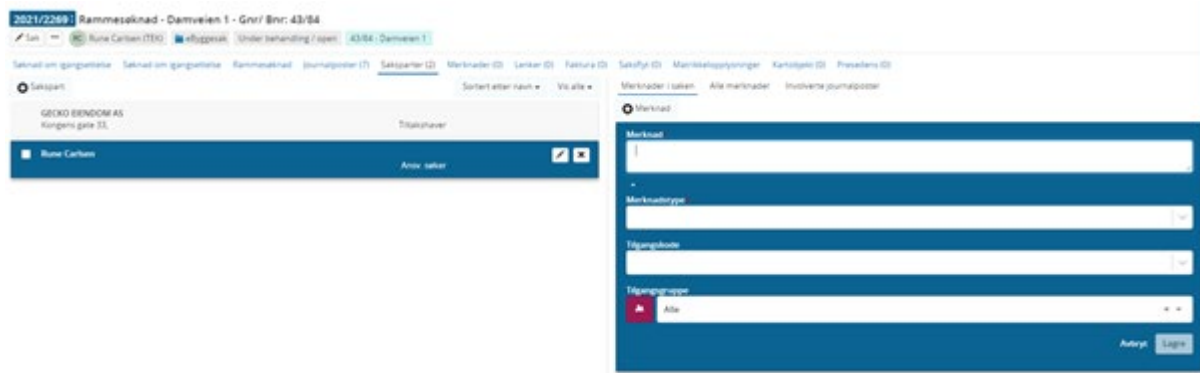 2021/2269 Rammesøknad - Damveien 1 - Gnr/ Bnr: 43/84
Søk RC Rune Carlsen (TEK) eByggesak Under behandling / open 43/84 - Damveien 1
Søknad om igangsettelse Søknad om igangsettelse Rammesøknad Journalposter (7) Saksparter (2) Merknader (0) Lenker (0) Faktura (0) Saksflyt (0) Matrikkelopplysninger Kartobjekt (0) Presedens (0)
Sakspart Sortert etter navn Vis alle
GECKO EIENDOM AS
Kongens gate 33,
Tiltakshaver
Rune Carlsen
Ansv. søker
Merknader i saken Alle merknader Involverte journalposter
Merknad
Merknad
Merknadstype
Tilgangskode
Tilgangsgruppe
Alle
Avbryt Lagre